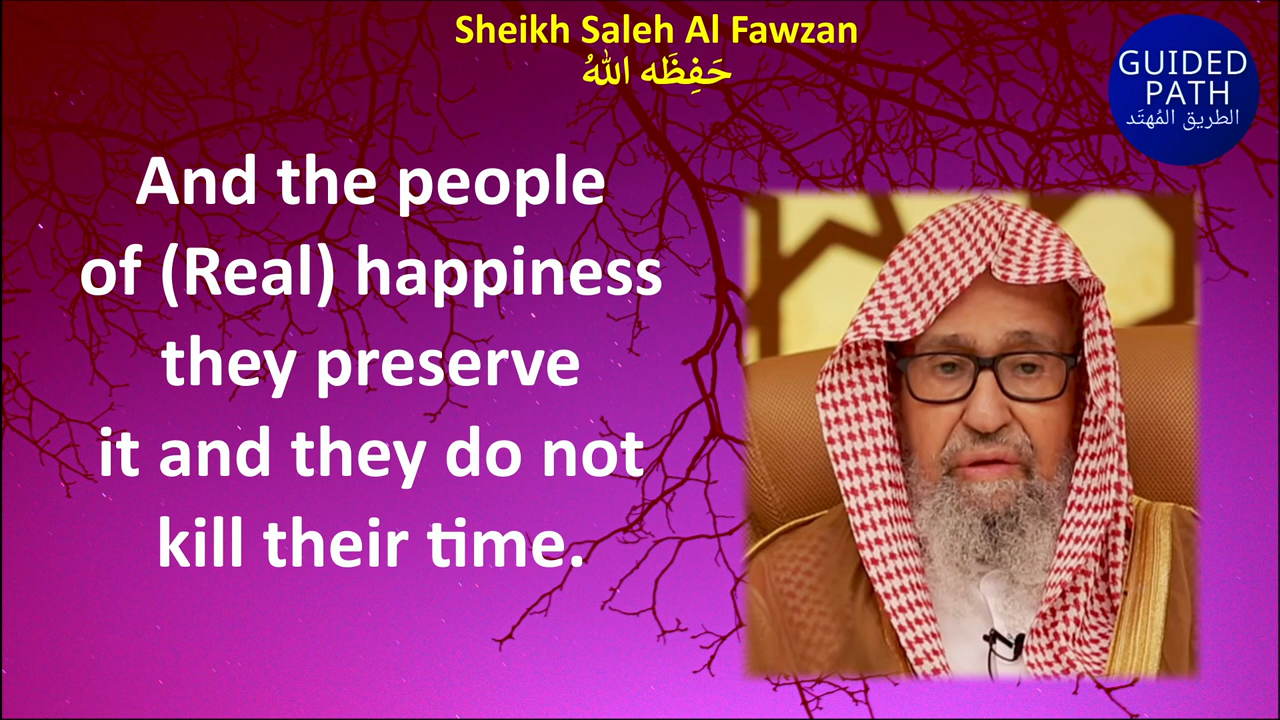 Sheikh Saleh Al Fawzan
حَفِظَه اللهُ
GUIDED
PATH
الطريق المُهتَد
And the people
of (Real) happiness
they preserve
it and they do not
kill their time.